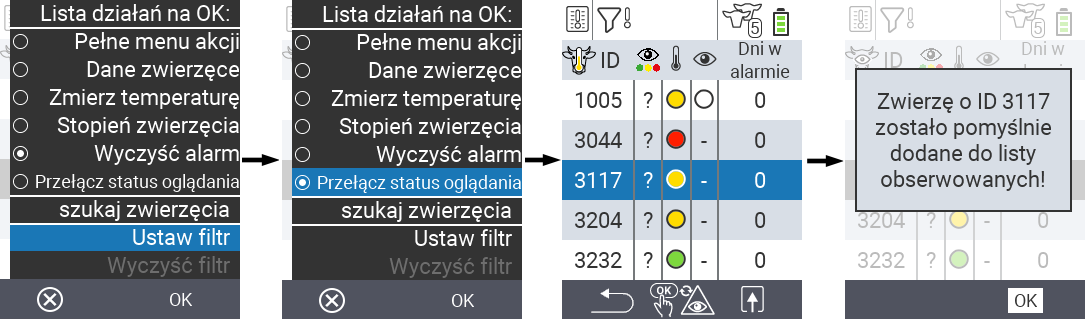 Lista działań na OK:
Pełne menu akcji
Dane zwierzęce
Zmierz temperaturę
Stopień zwierzęcia
Wyczyść alarm
Przełącz status oglądania
szukaj zwierzęcia
Ustaw filtr
Wyczyść filtr
OK
Lista działań na OK:
Pełne menu akcji
Dane zwierzęce
Zmierz temperaturę
Stopień zwierzęcia
Wyczyść alarm
Przełącz status oglądania
szukaj zwierzęcia
Ustaw filtr
Wyczyść filtr
OK
5
ID Dni w
alarmie
1005 ? 0
3044 ? - 0
3117 ? - 0
3204 ? - 0
3232 ? - 0
OK
5
ID Dni w
alarmie
Zwierzę o ID 3117
zostało pomyślnie
dodane do listy
obserwowanych!
3204 ? - 0
3232 ? - 0
OK